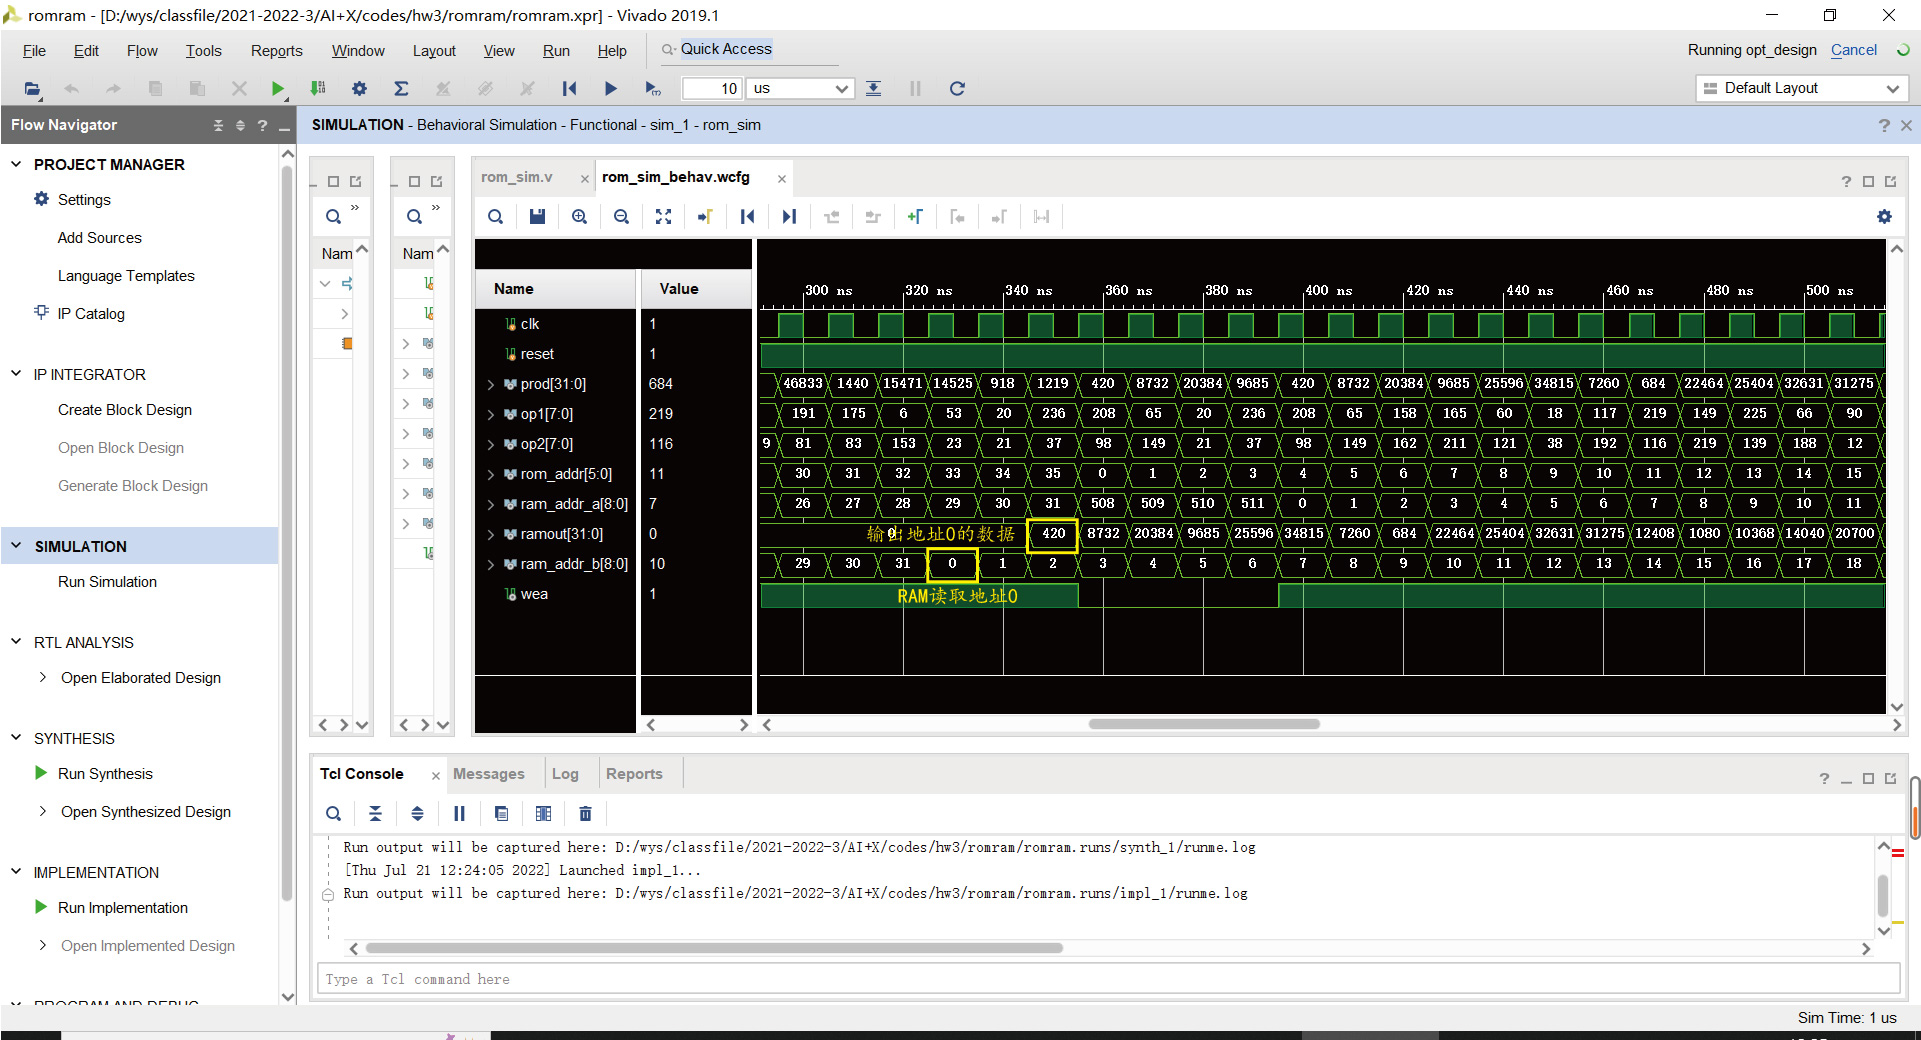 romram - [D:/wys/classfile/2021-2022-3/AI+X/codes/hw3/romram/romram.xpr] - Vivado 2019.1
File Edit Flow Tools Reports Window Layout View Run Help Quick Access Running opt_design Cancel
10 us Default Layout
Flow Navigator
SIMULATION - Behavioral Simulation - Functional - sim_1 - rom_sim
PROJECT MANAGER
Settings
Add Sources
Language Templates
IP Catalog
IP INTEGRATOR
Create Block Design
Open Block Design
Generate Block Design
SIMULATION
Run Simulation
RTL ANALYSIS
Open Elaborated Design
SYNTHESIS
Run Synthesis
Open Synthesized Design
IMPLEMENTATION
Run Implementation
Open Implemented Design
PROGRAM AND DEBUG
Nam
Nam
rom_sim.v rom_sim_behav.wcfg
Name Value
300 ns 320 ns 340 ns 360 ns 380 ns 400 ns 420 ns 440 ns 460 ns 480 ns 500 ns
clk 1
reset 1
prod[31:0] 684 46833 1440 15471 14525 918 1219 420 8732 20384 9685 420 8732 20384 9685 25596 34815 7260 684 22464 25404 32631 31275
op1[7:0] 219 191 175 6 53 20 236 208 65 20 236 208 65 158 165 60 18 117 219 149 225 66 90
op2[7:0] 116 9 81 83 153 23 21 37 98 149 21 37 98 149 162 211 121 38 192 116 219 139 188 12
rom_addr[5:0] 11 30 31 32 33 34 35 0 1 2 3 4 5 6 7 8 9 10 11 12 13 14 15
ram_addr_a[8:0] 7 26 27 28 29 30 31 508 509 510 511 0 1 2 3 4 5 6 7 8 9 10 11
ramout[31:0] 0 0 输出地址0的数据 420 8732 20384 9685 25596 34815 7260 684 22464 25404 32631 31275 12408 1080 10368 14040 20700
ram_addr_b[8:0] 10 29 30 31 0 1 2 3 4 5 6 7 8 9 10 11 12 13 14 15 16 17 18
wea 1 RAM读取地址0
Tcl Console Messages Log Reports
Run output will be captured here: D:/wys/classfile/2021-2022-3/AI+X/codes/hw3/romram/romram.runs/synth_1/runme.log
[Thu Jul 21 12:24:05 2022] Launched impl_1...
Run output will be captured here: D:/wys/classfile/2021-2022-3/AI+X/codes/hw3/romram/romram.runs/impl_1/runme.log
Type a Tcl command here
Sim Time: 1 us